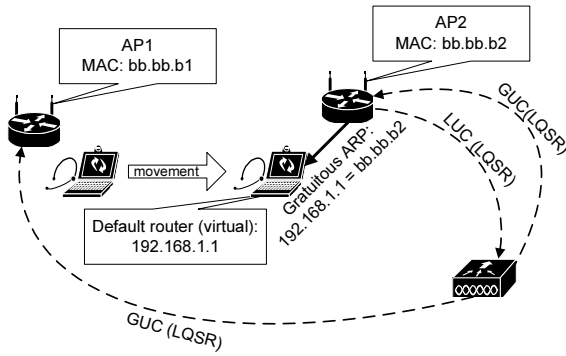 AP1
MAC: bb.bb.b1
AP2
MAC: bb.bb.b2
movement
Default router (virtual):
192.168.1.1
Gratuitous ARP:
192.168.1.1 = bb.bb.b2
LUC (LQSR)
GUC(LQSR)
GUC (LQSR)